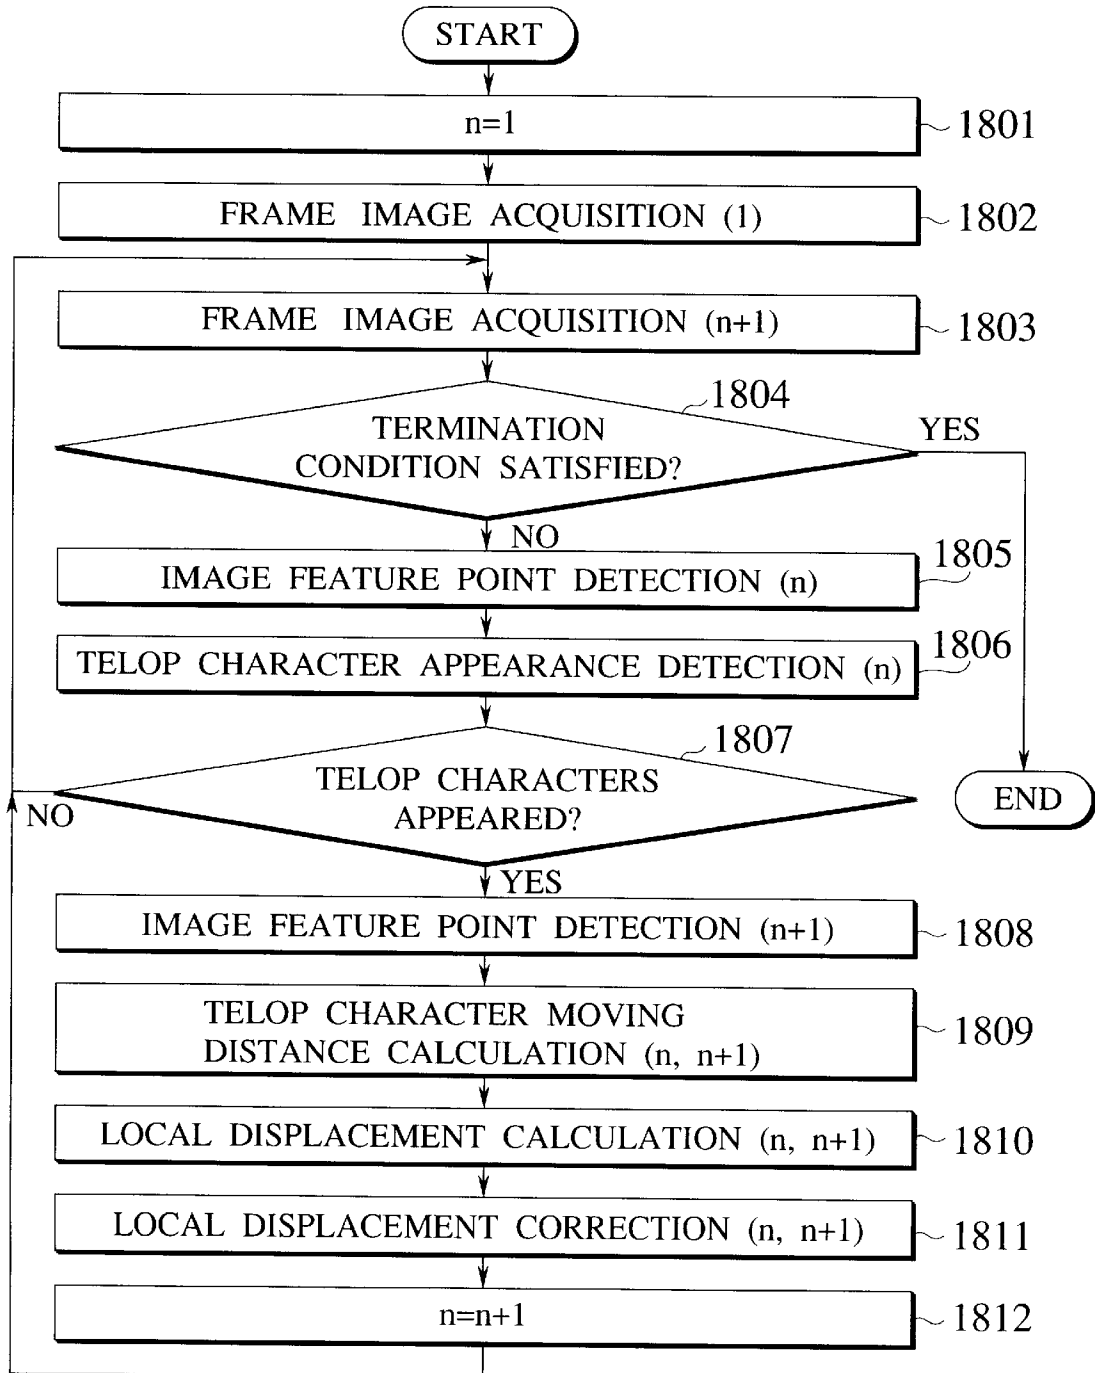 START
n=1
1801
FRAME IMAGE ACQUISITION (1)
1802
FRAME IMAGE ACQUISITION (n+1)
1803
1804
TERMINATION
CONDITION SATISFIED?
YES
NO
1805
IMAGE FEATURE POINT DETECTION (n)
1806
TELOP CHARACTER APPEARANCE DETECTION (n)
1807
TELOP CHARACTERS
APPEARED?
END
NO
YES
IMAGE FEATURE POINT DETECTION (n+1)
1808
TELOP CHARACTER MOVING
DISTANCE CALCULATION (n, n+1)
1809
LOCAL DISPLACEMENT CALCULATION (n, n+1)
1810
LOCAL DISPLACEMENT CORRECTION (n, n+1)
1811
n=n+1
1812